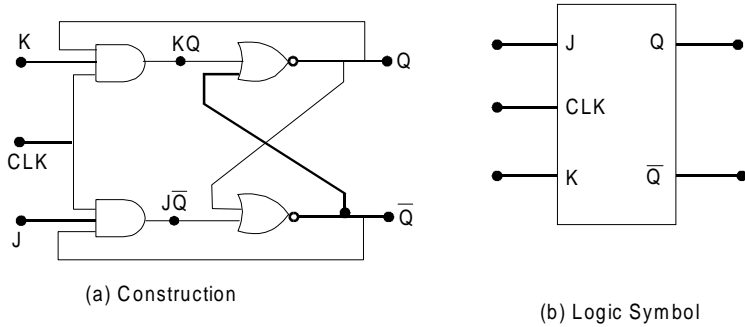 K
KQ
Q
CLK
JQ̅
Q̅
J
(a) Construction
J
Q
CLK
K
Q̅
(b) Logic Symbol